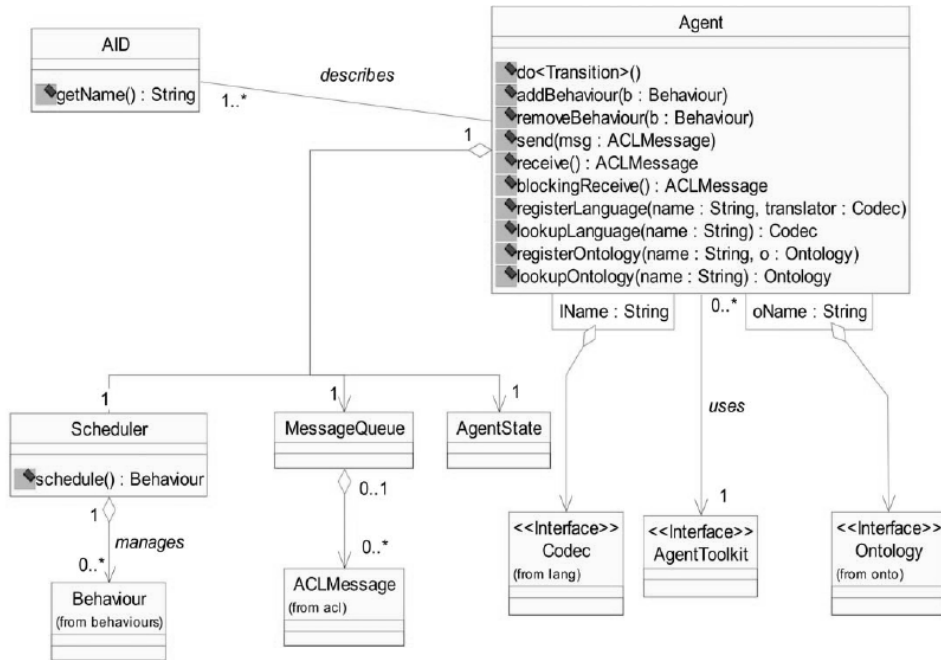 Agent
AID
getName() : String
describes
1..*
do<Transition>()
addBehaviour(b : Behaviour)
removeBehaviour(b : Behaviour)
send(msg : ACLMessage)
receive() : ACLMessage
blockingReceive() : ACLMessage
registerLanguage(name : String, translator : Codec)
lookupLanguage(name : String) : Codec
registerOntology(name : String, o : Ontology)
lookupOntology(name : String) : Ontology
1
lName : String
0..*
oName : String
1
1
1
Scheduler
schedule() : Behaviour
MessageQueue
AgentState
uses
1
manages
0..*
0..1
0..*
1
Behaviour
(from behaviours)
ACLMessage
(from acl)
<<Interface>>
Codec
(from lang)
<<Interface>>
AgentToolkit
<<Interface>>
Ontology
(from onto)